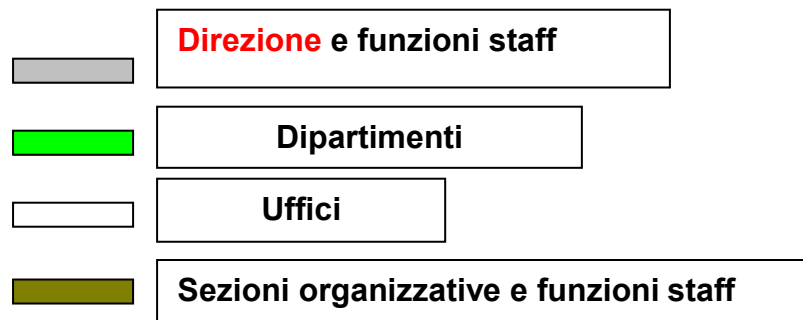 Direzione e funzioni staff
Dipartimenti
Uffici
Sezioni organizzative e funzioni staff